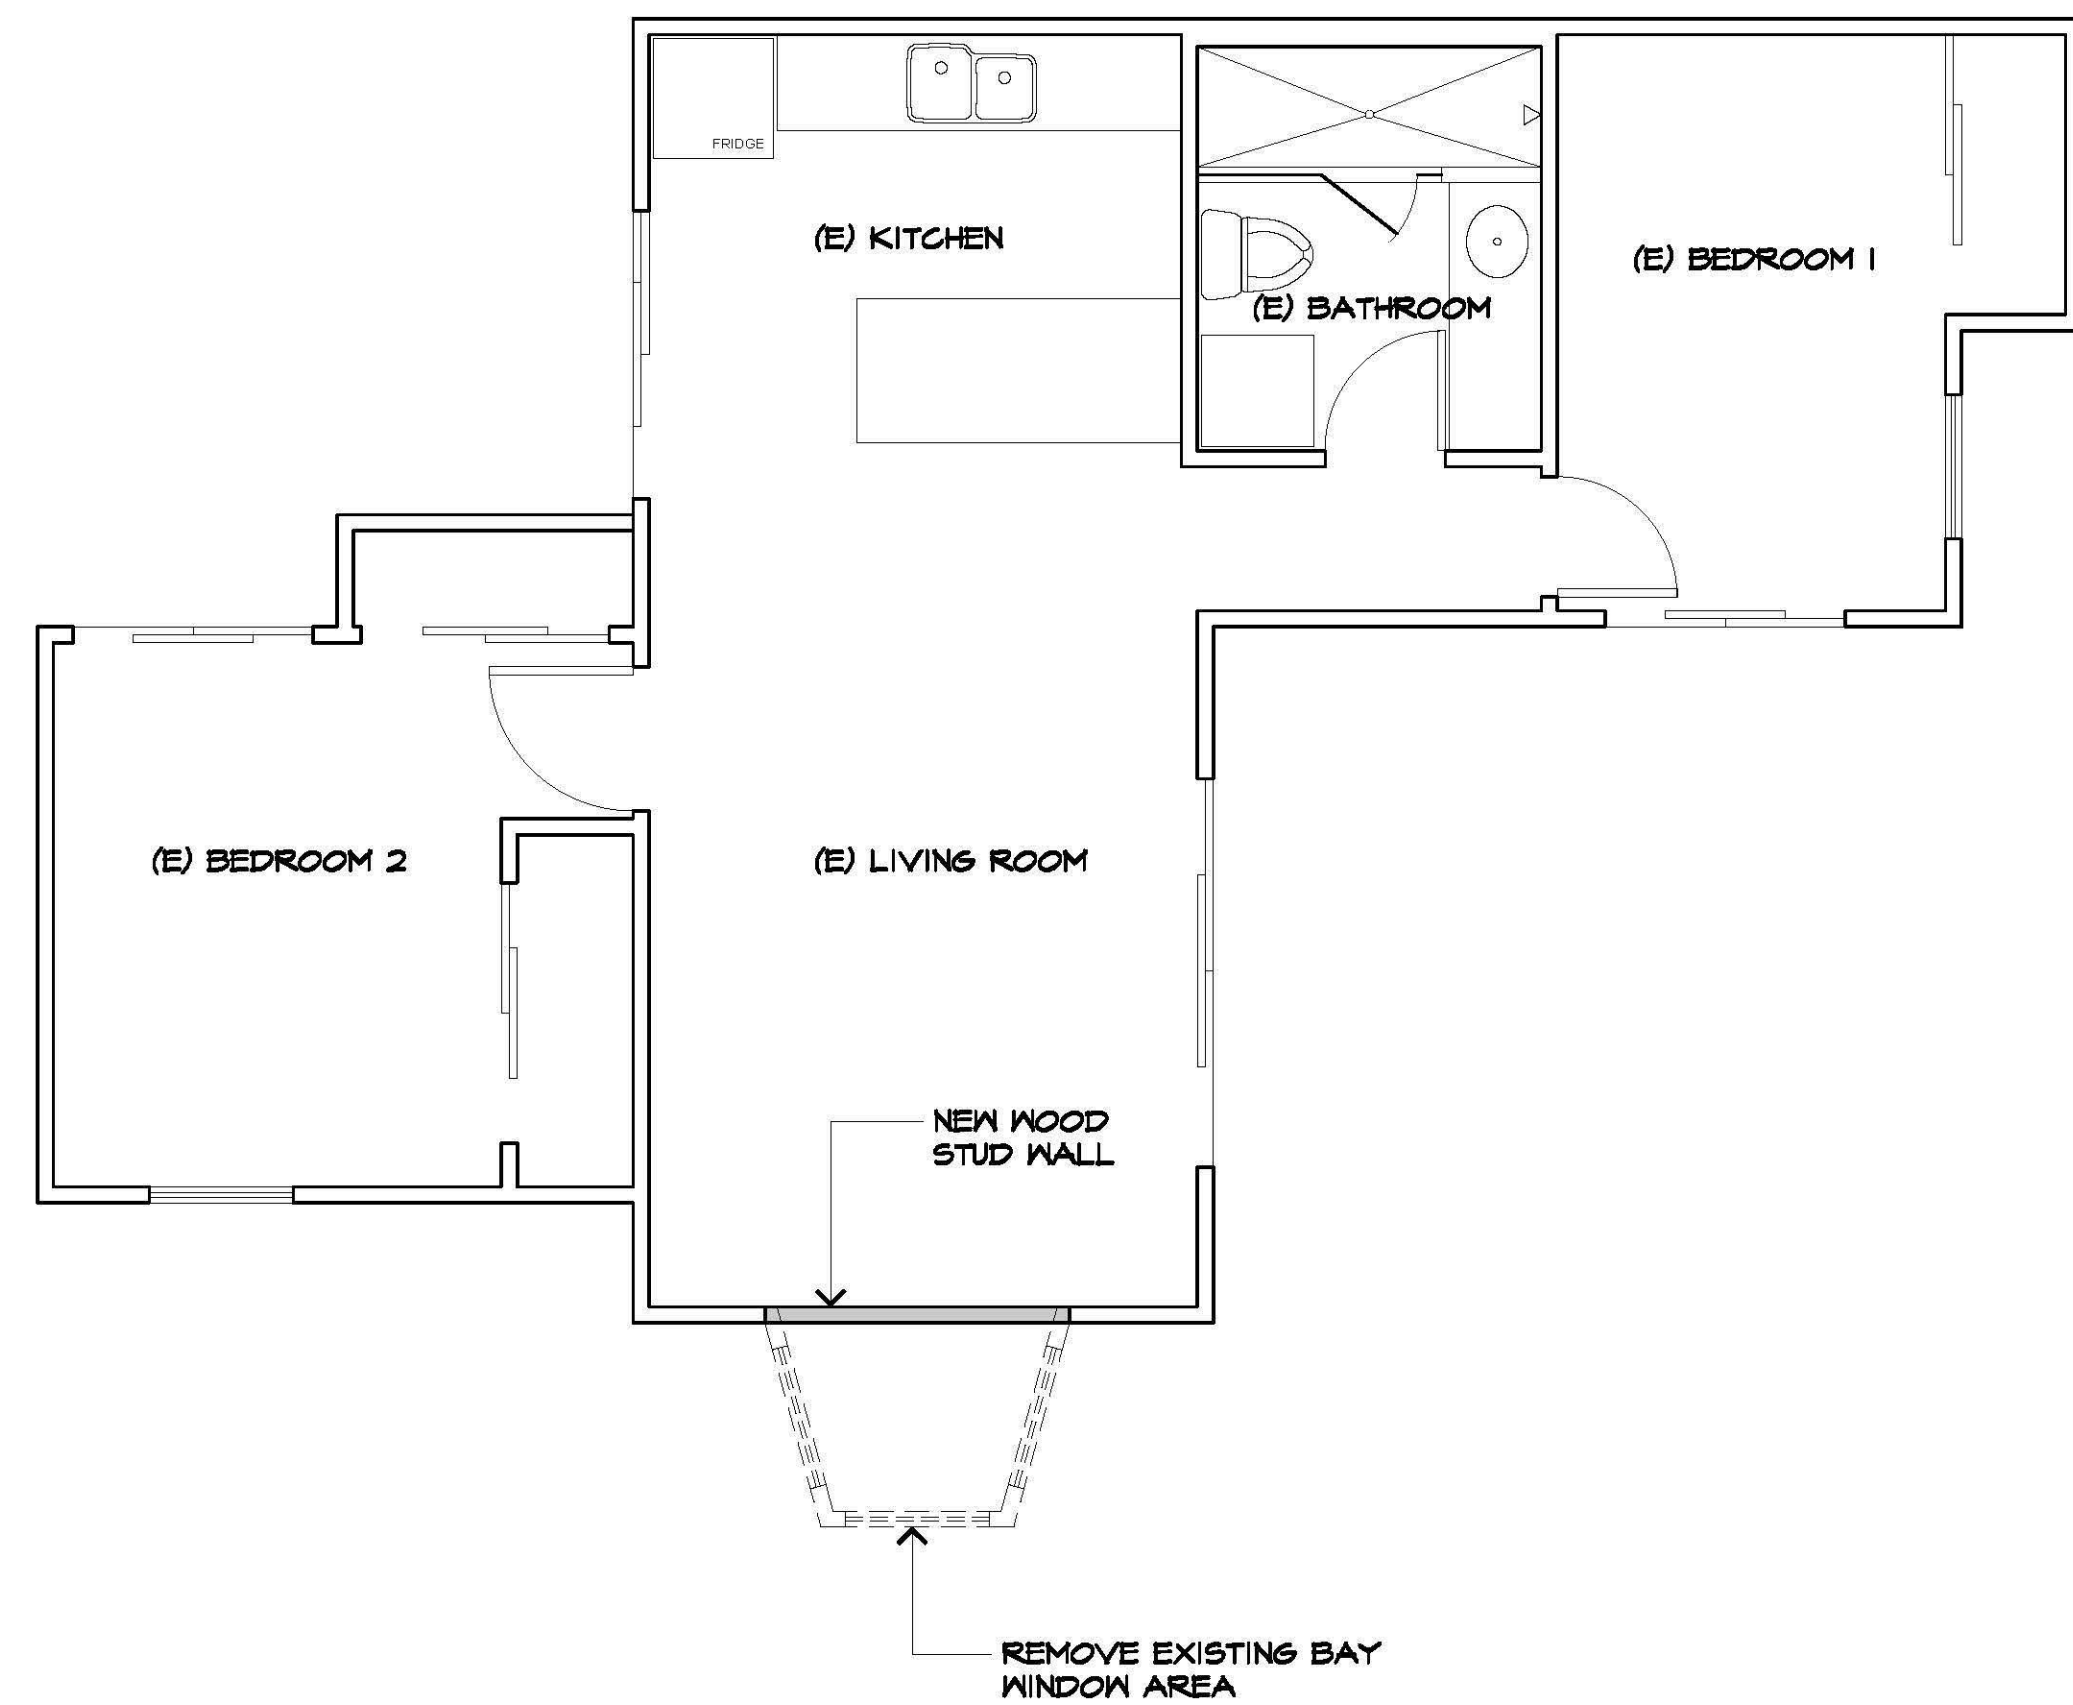 FRIDGE
(E) KITCHEN
(E) BEDROOM 1
(E) BATHROOM
(E) BEDROOM 2
(E) LIVING ROOM
NEW WOOD
STUD WALL
REMOVE EXISTING BAY
WINDOW AREA